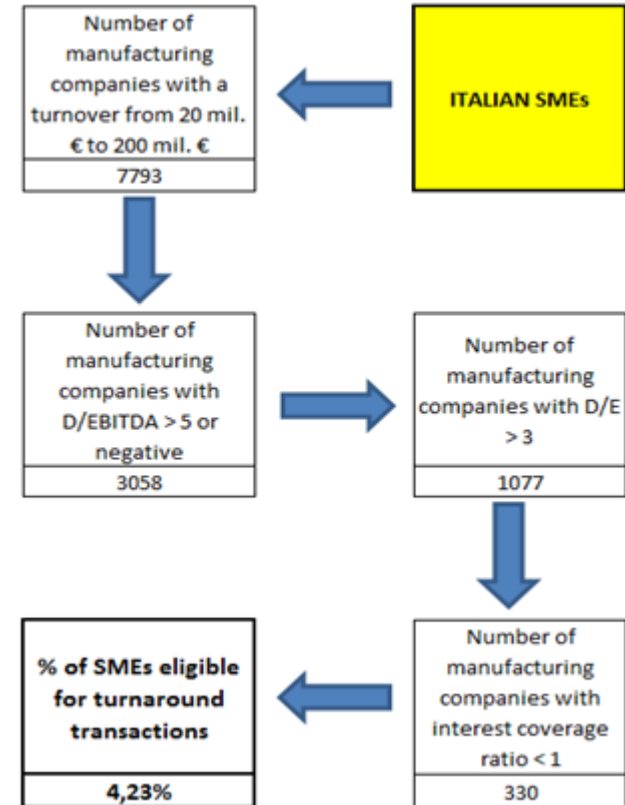 ITALIAN SMEs
Number of
manufacturing
companies with a
turnover from 20 mil.
€ to 200 mil. €
7793
Number of
manufacturing
companies with
D/EBITDA > 5 or
negative
3058
Number of
manufacturing
companies with D/E
> 3
1077
Number of
manufacturing
companies with
interest coverage
ratio < 1
330
% of SMEs eligible
for turnaround
transactions
4,23%